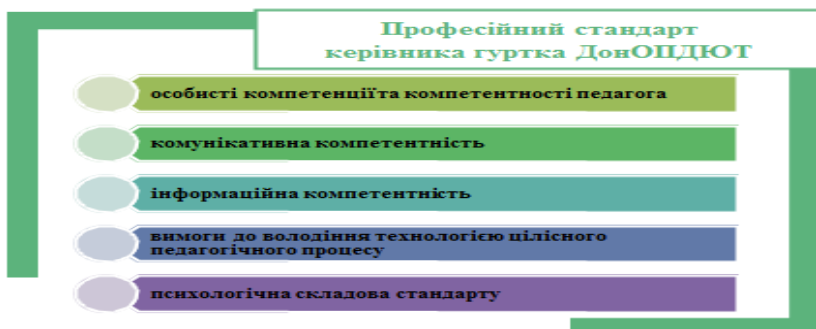 Професійний стандарт
керівника гуртка ДонОПДЮТ
особисті компетенціїта компетентності педагога
комунікативна компетентність
інформаційна компетентність
вимоги до володіння технологією цілісного
педагогічного процесу
психологічна складова стандарту